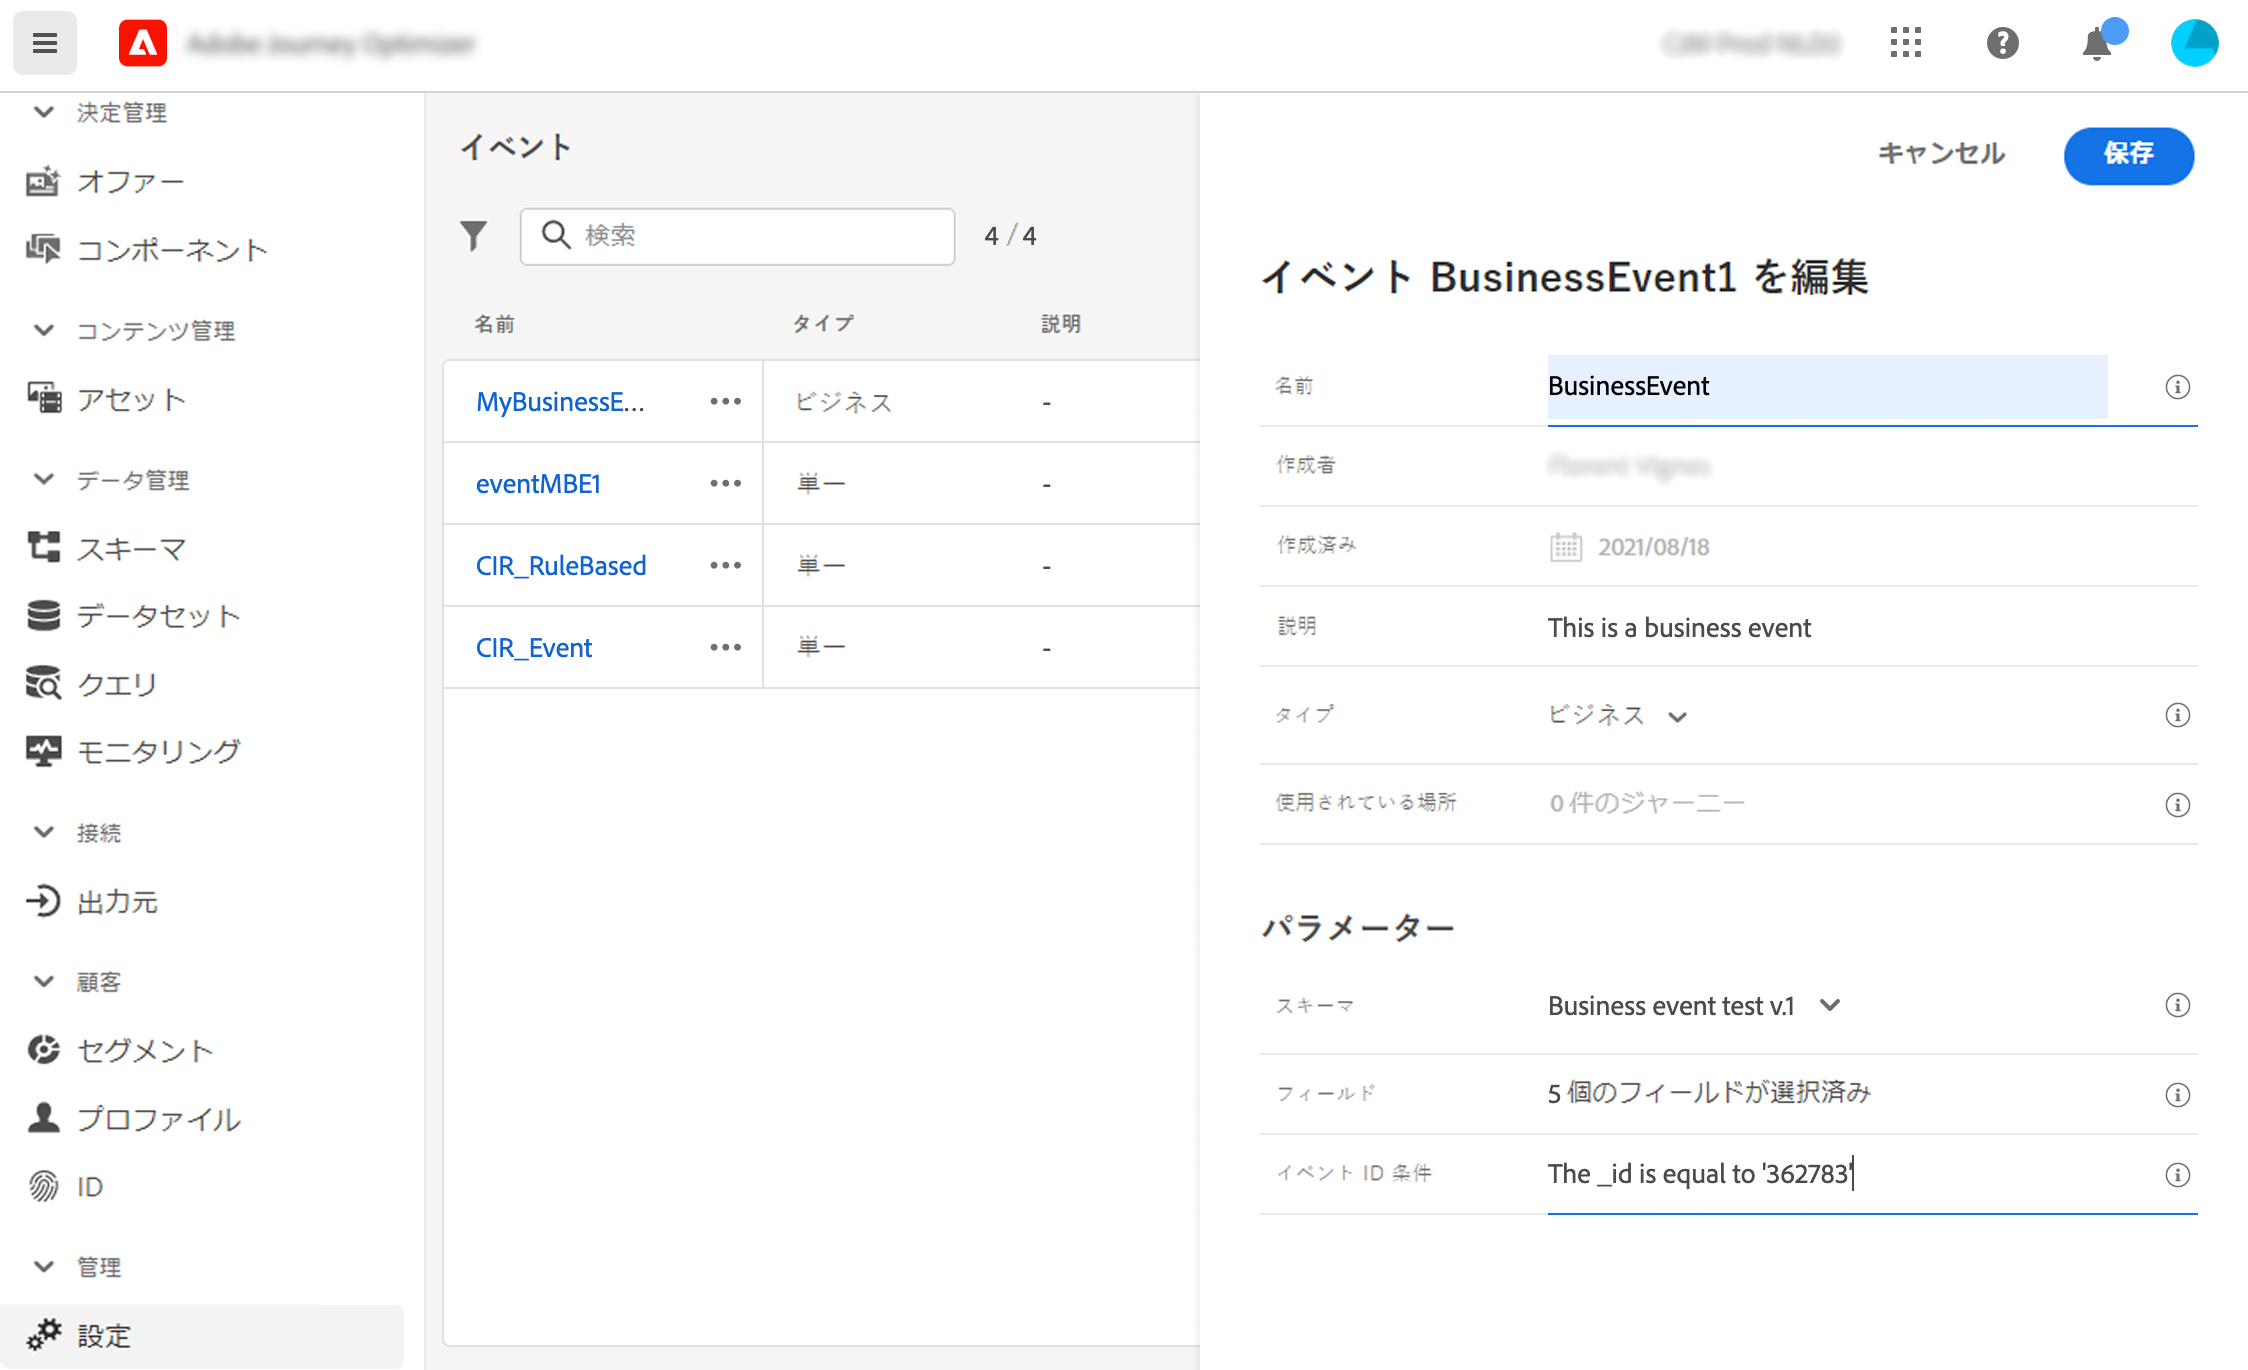 決定管理
オファー
コンポーネント
コンテンツ管理
アセット
データ管理
スキーマ
データセット
クエリ
モニタリング
接続
出力元
顧客
セグメント
プロファイル
ID
管理
設定
イベント
検索
4 / 4
名前 タイプ 説明
MyBusinessE... ビジネス -
eventMBE1 単一 -
CIR_RuleBased 単一 -
CIR_Event 単一 -
キャンセル 保存
イベント BusinessEvent1 を編集
名前 BusinessEvent
作成者
作成済み 2021/08/18
説明 This is a business event
タイプ ビジネス
使用されている場所 0 件のジャーニー
パラメーター
スキーマ Business event test v.1
フィールド 5 個のフィールドが選択済み
イベント ID 条件 The _id is equal to '362783'